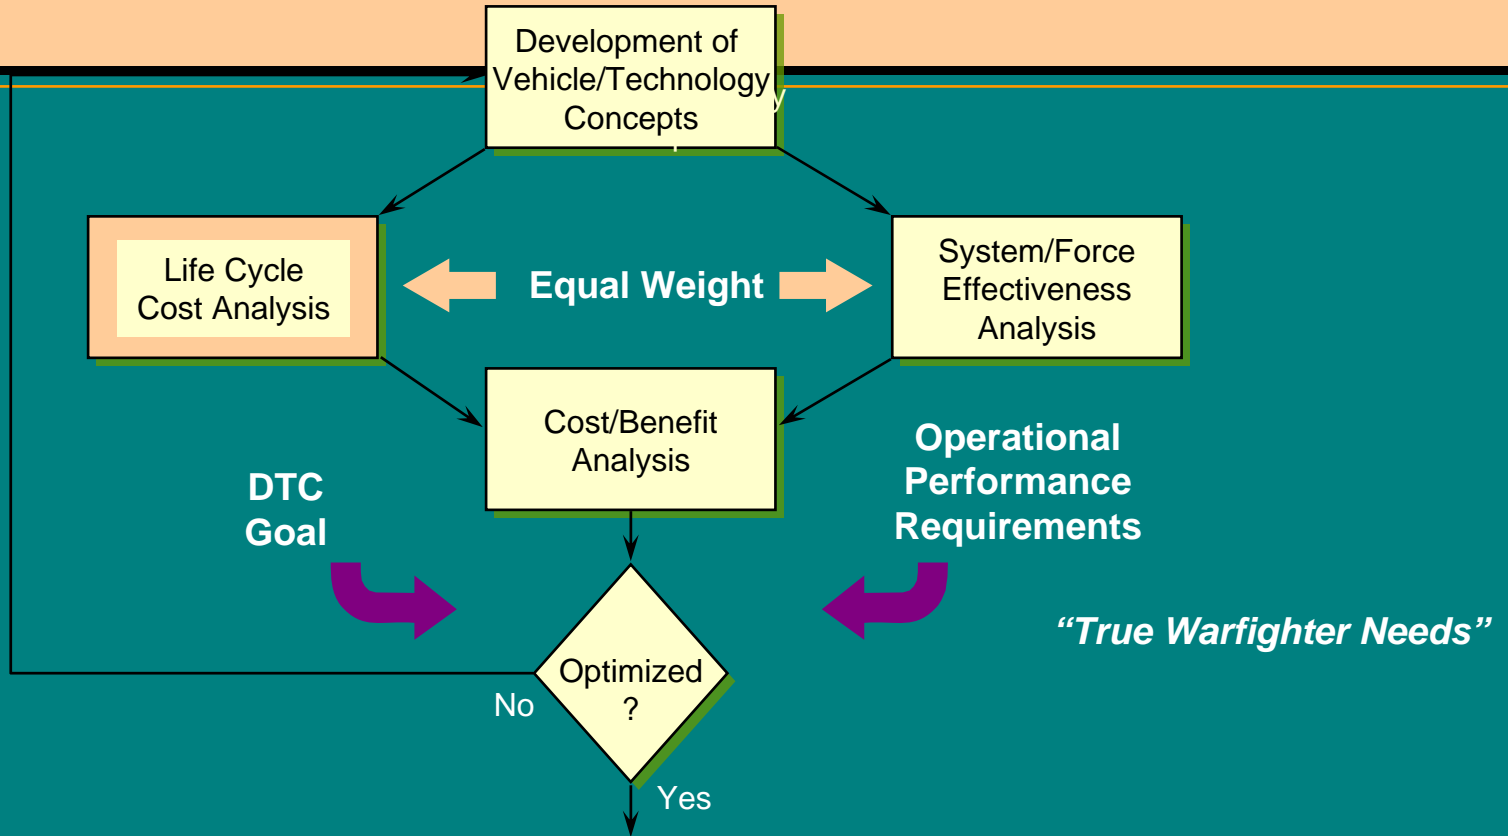 Development of
Vehicle/Technology
Concepts
Life Cycle
Cost Analysis
Equal Weight
System/Force
Effectiveness
Analysis
Cost/Benefit
Analysis
DTC
Goal
Operational
Performance
Requirements
“True Warfighter Needs”
Optimized
?
No
Yes